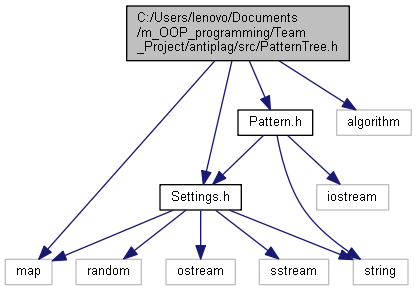 C:/Users/lenovo/Documents
/m_OOP_programming/Team
_Project/antiplag/src/PatternTree.h
Pattern.h
algorithm
Settings.h
iostream
map
random
ostream
sstream
string